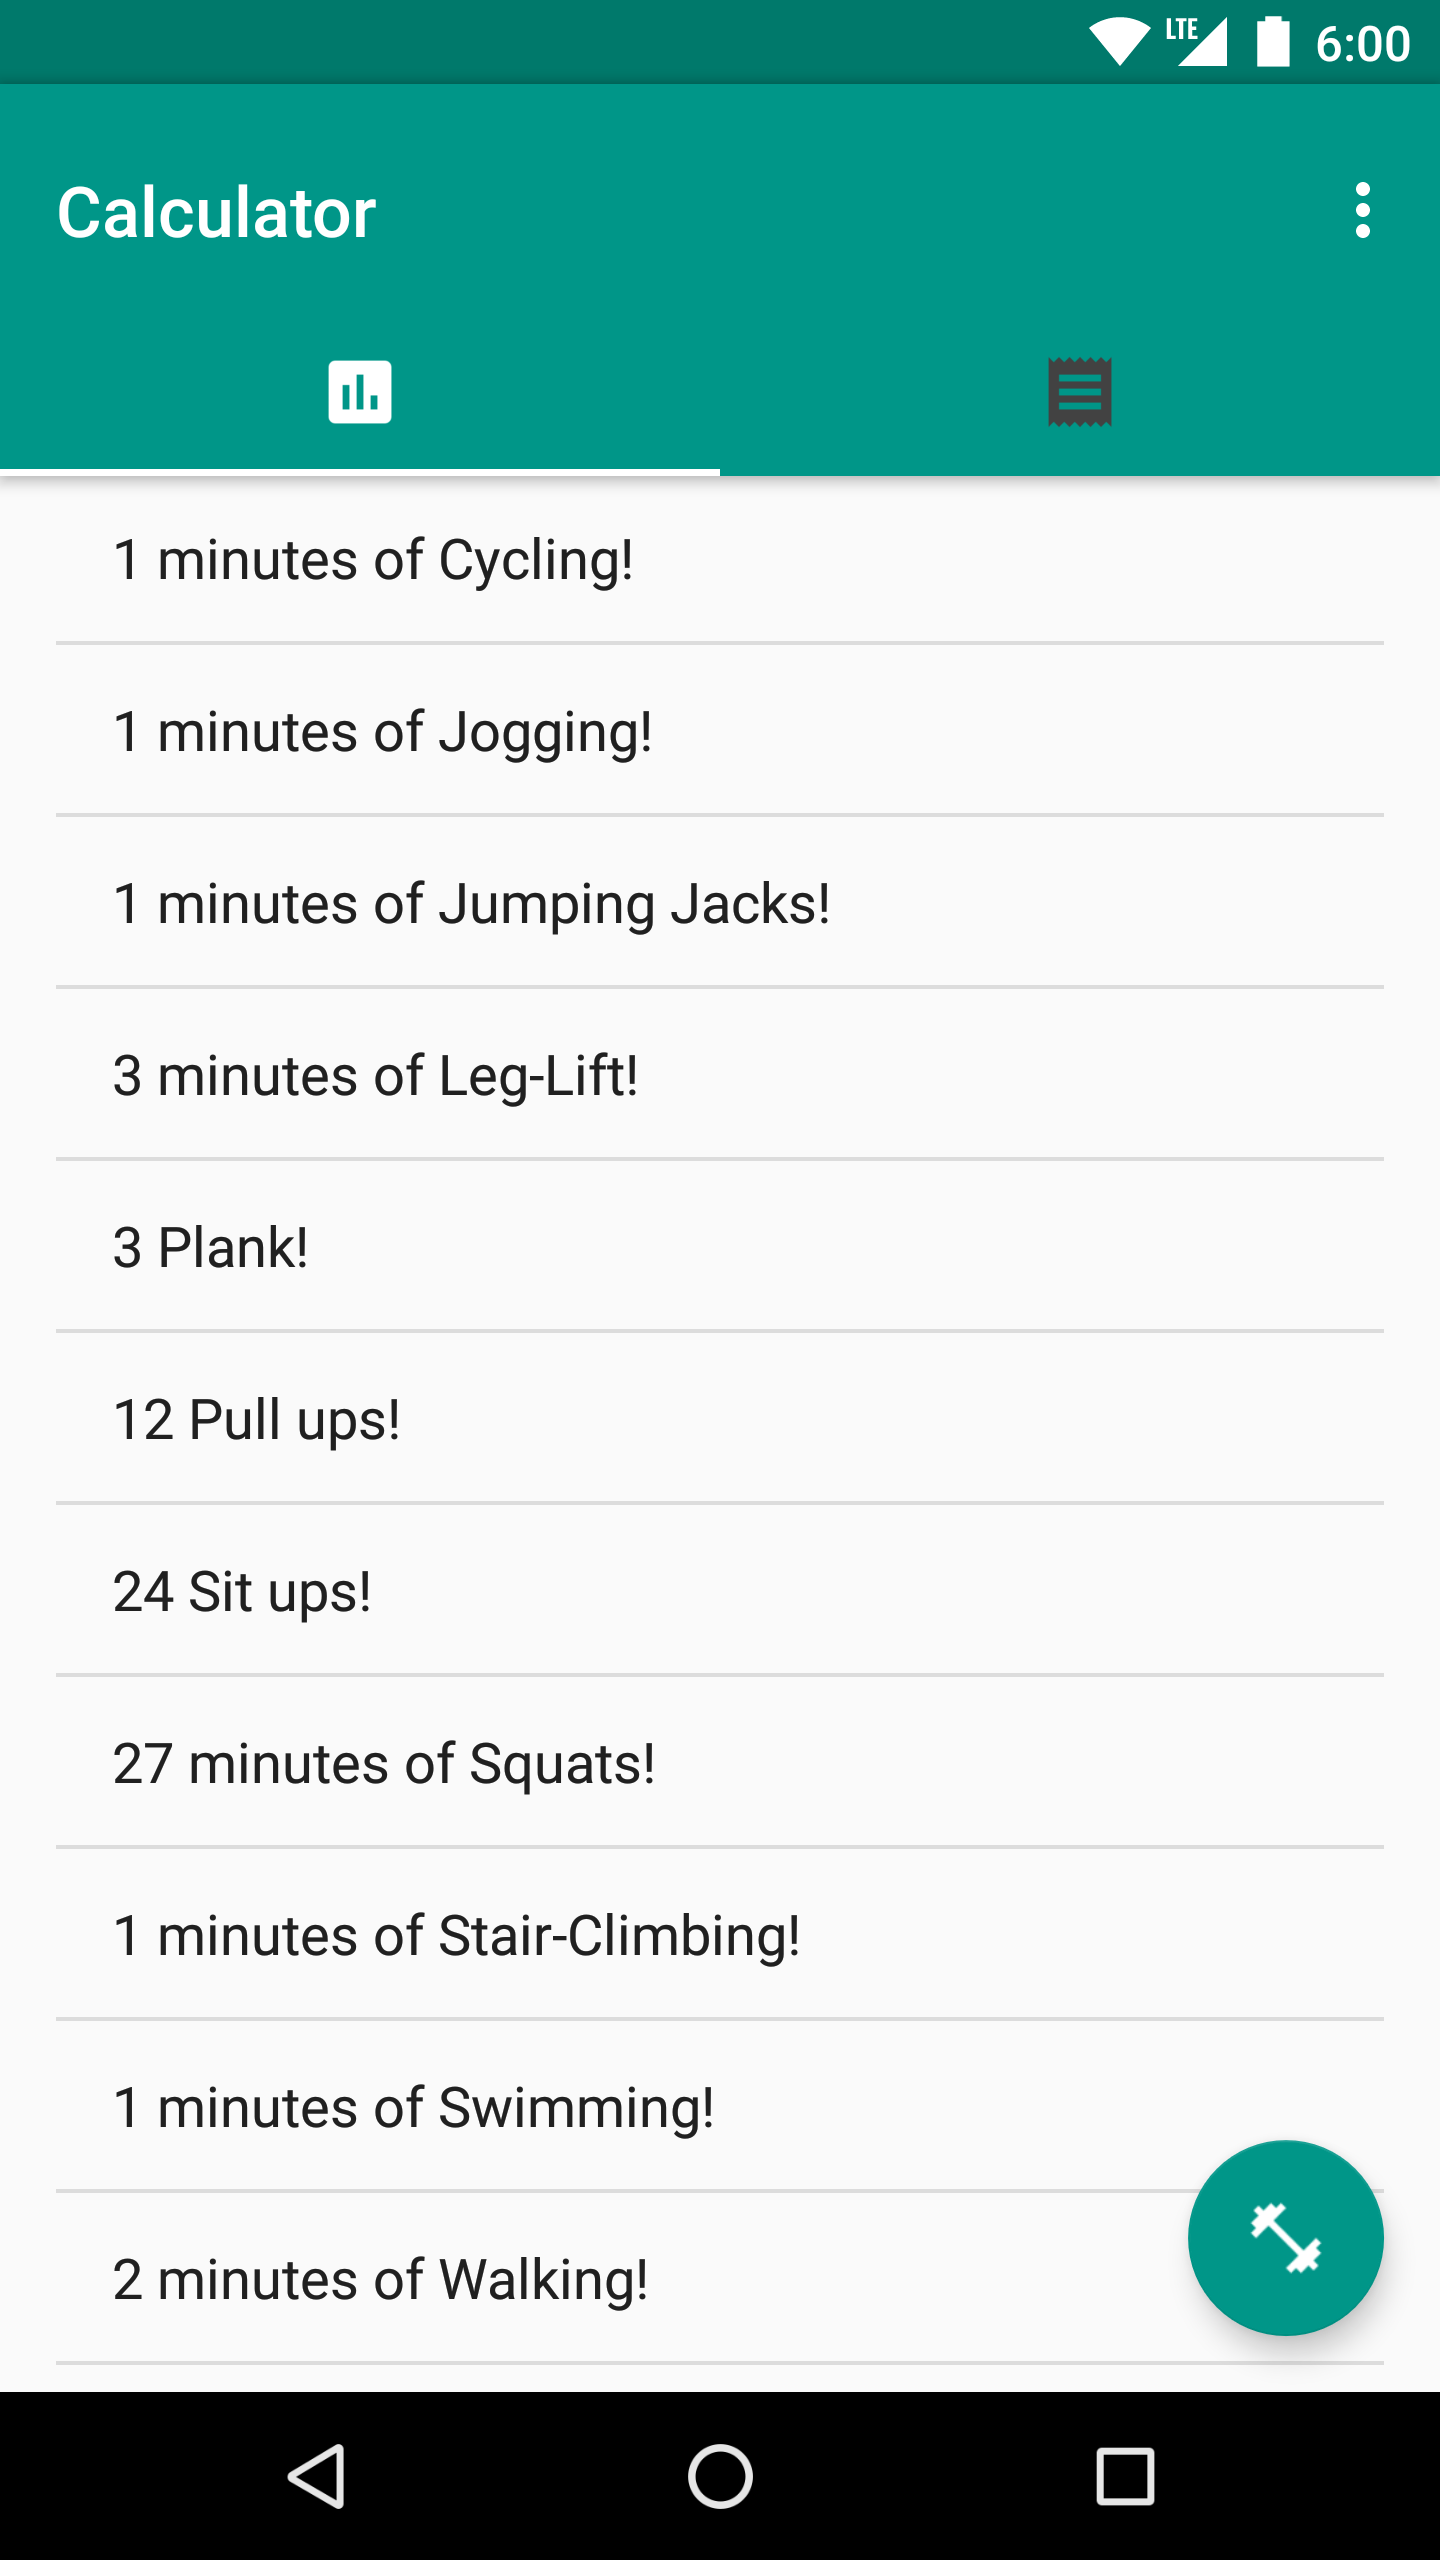 LTE 6:00
Calculator
1 minutes of Cycling!
1 minutes of Jogging!
1 minutes of Jumping Jacks!
3 minutes of Leg-Lift!
3 Plank!
12 Pull ups!
24 Sit ups!
27 minutes of Squats!
1 minutes of Stair-Climbing!
1 minutes of Swimming!
2 minutes of Walking!